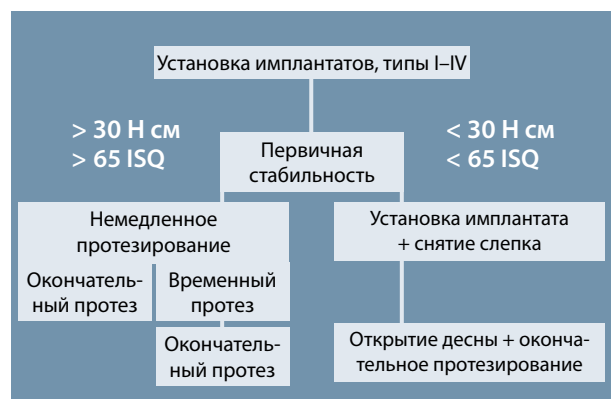 Установка имплантатов, типы I–IV
> 30 Н см
> 65 ISQ
< 30 Н см
< 65 ISQ
Первичная
стабильность
Немедленное
протезирование
Окончатель-
ный протез
Временный
протез
Окончатель-
ный протез
Установка имплантата
+ снятие слепка
Открытие десны + оконча-
тельное протезирование